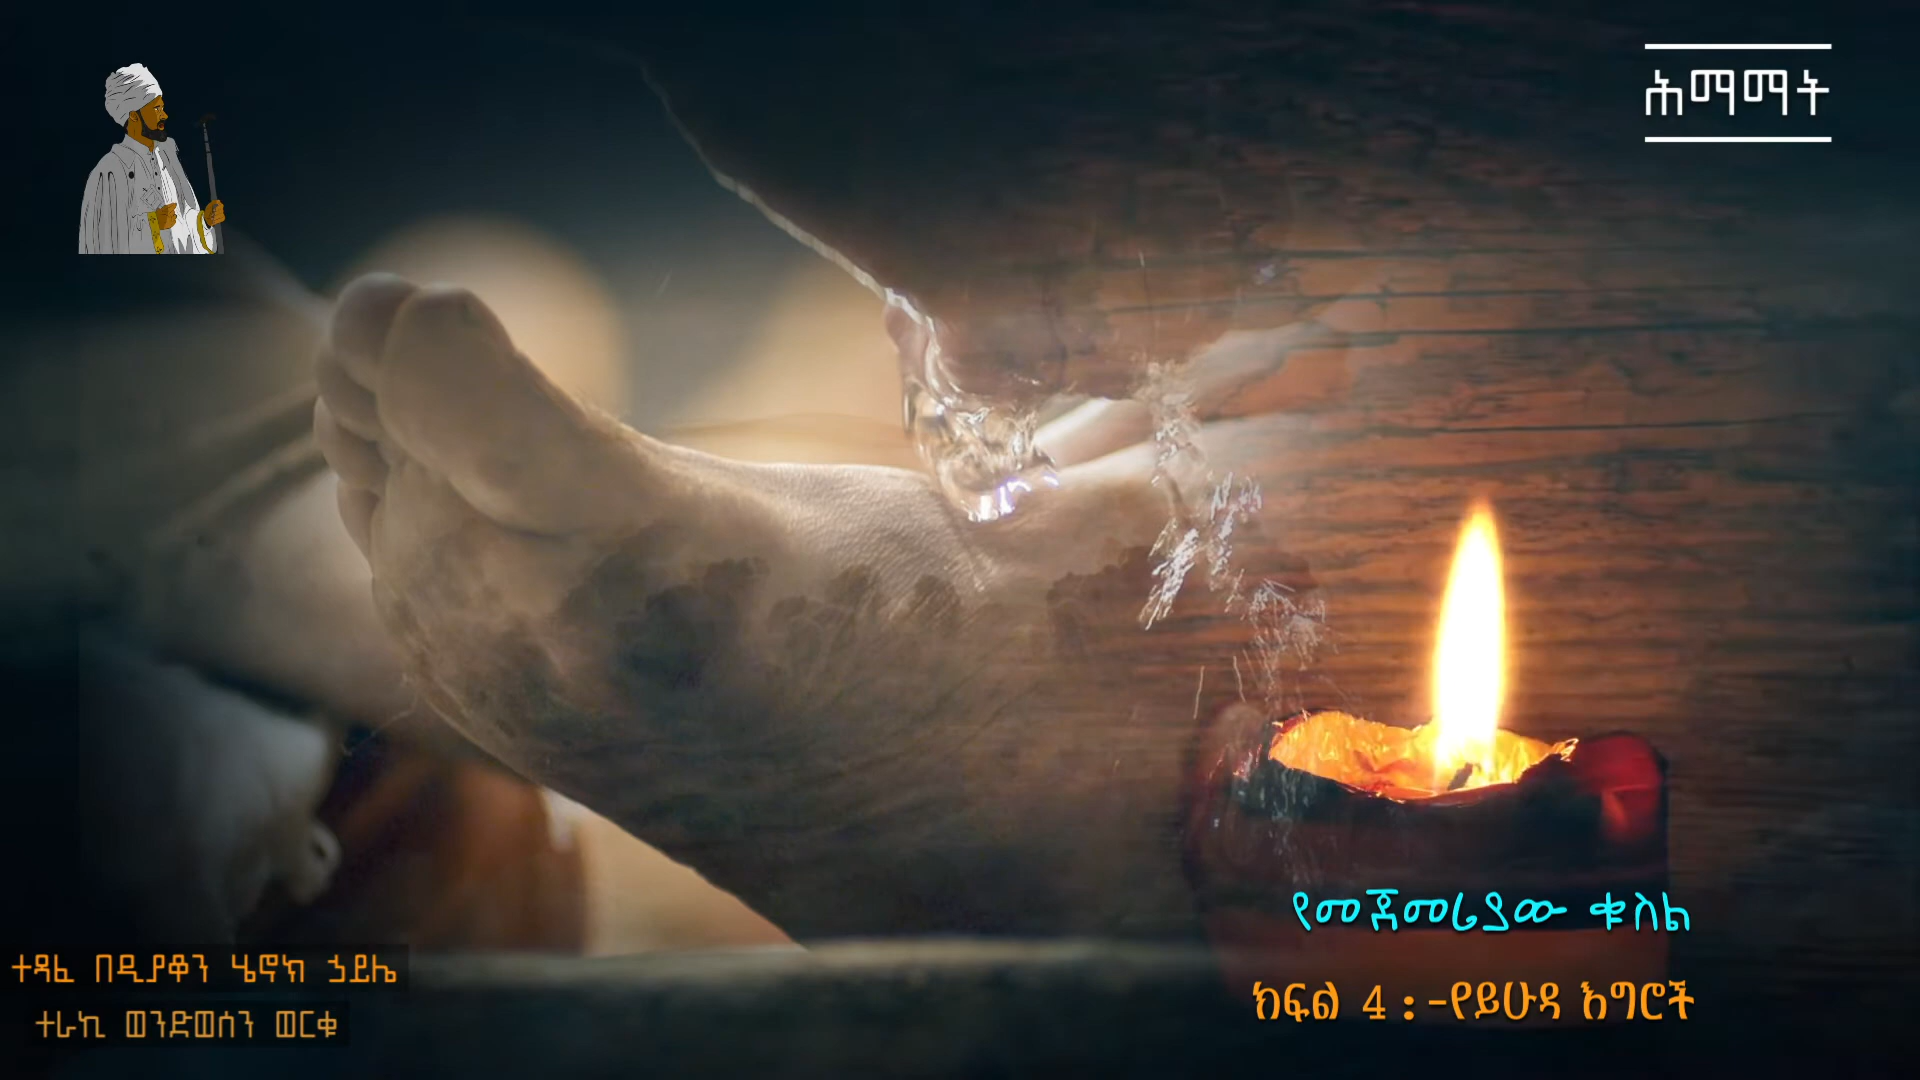 ሕማማት
የመጀመሪያው ቁስል
ክፍል 4 :-የይሁዳ እግሮች
ተጻፈ በዲያቆን ሄኖክ ኃይሌ
ተራኪ ወንድወሰን ወርቁ